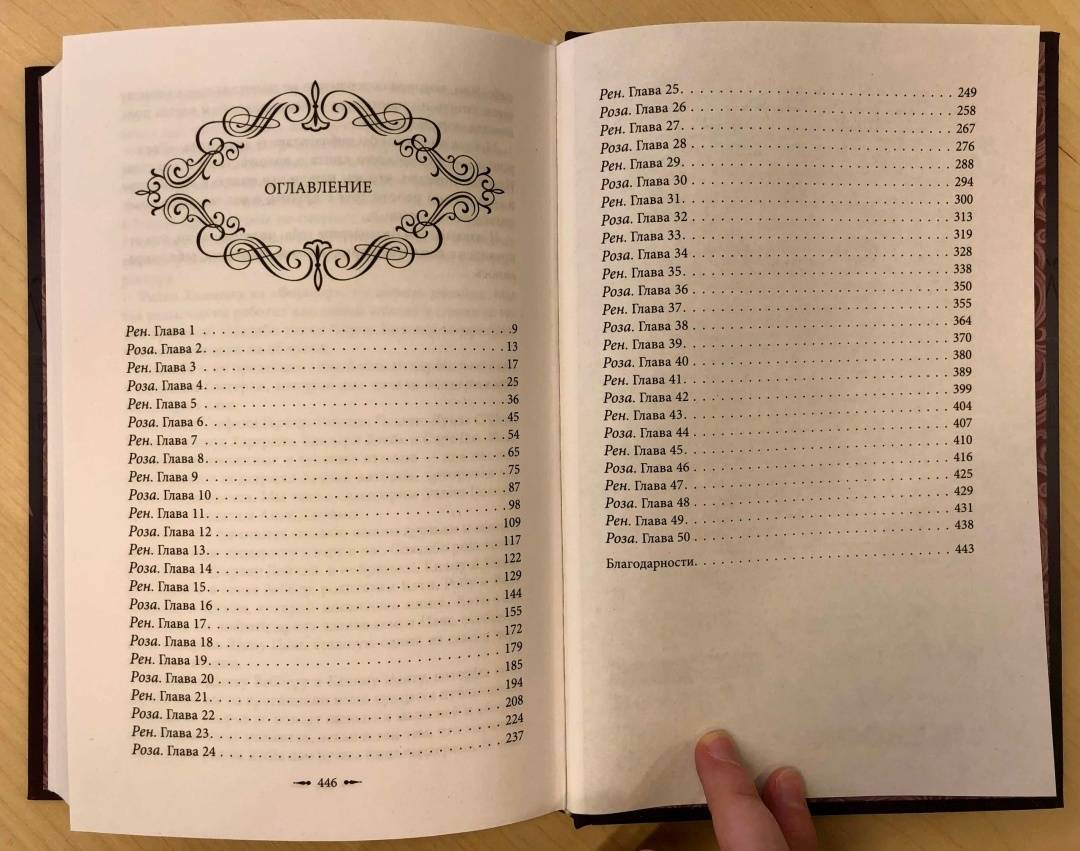 ОГЛАВЛЕНИЕ
Рен. Глава 1 . . . . . . . . . . 9
Роза. Глава 2. . . . . . . . . . 13
Рен. Глава 3 . . . . . . . . . . 17
Роза. Глава 4. . . . . . . . . . 25
Рен. Глава 5 . . . . . . . . . . 36
Роза. Глава 6. . . . . . . . . . 45
Рен. Глава 7 . . . . . . . . . . 54
Роза. Глава 8. . . . . . . . . . 65
Рен. Глава 9 . . . . . . . . . . 75
Роза. Глава 10 . . . . . . . . . . 87
Рен. Глава 11. . . . . . . . . . 98
Роза. Глава 12 . . . . . . . . . . 109
Рен. Глава 13. . . . . . . . . . 117
Роза. Глава 14 . . . . . . . . . . 122
Рен. Глава 15. . . . . . . . . . 129
Роза. Глава 16 . . . . . . . . . . 144
Рен. Глава 17. . . . . . . . . . 155
Роза. Глава 18 . . . . . . . . . . 172
Рен. Глава 19. . . . . . . . . . 179
Роза. Глава 20 . . . . . . . . . . 185
Рен. Глава 21. . . . . . . . . . 194
Роза. Глава 22 . . . . . . . . . . 208
Рен. Глава 23. . . . . . . . . . 224
Роза. Глава 24 . . . . . . . . . . 237
446
Рен. Глава 25. . . . . . . . . . 249
Роза. Глава 26 . . . . . . . . . . 258
Рен. Глава 27. . . . . . . . . . 267
Роза. Глава 28 . . . . . . . . . . 276
Рен. Глава 29. . . . . . . . . . 288
Роза. Глава 30 . . . . . . . . . . 294
Рен. Глава 31. . . . . . . . . . 300
Роза. Глава 32 . . . . . . . . . . 313
Рен. Глава 33. . . . . . . . . . 319
Роза. Глава 34 . . . . . . . . . . 328
Рен. Глава 35. . . . . . . . . . 338
Роза. Глава 36 . . . . . . . . . . 350
Рен. Глава 37. . . . . . . . . . 355
Роза. Глава 38 . . . . . . . . . . 364
Рен. Глава 39. . . . . . . . . . 370
Роза. Глава 40 . . . . . . . . . . 380
Рен. Глава 41. . . . . . . . . . 389
Роза. Глава 42 . . . . . . . . . . 399
Рен. Глава 43. . . . . . . . . . 404
Роза. Глава 44 . . . . . . . . . . 407
Рен. Глава 45. . . . . . . . . . 410
Роза. Глава 46 . . . . . . . . . . 416
Рен. Глава 47. . . . . . . . . . 425
Роза. Глава 48 . . . . . . . . . . 429
Рен. Глава 49. . . . . . . . . . 431
Роза. Глава 50 . . . . . . . . . . 438
Благодарности. . . . . . . . . . 443